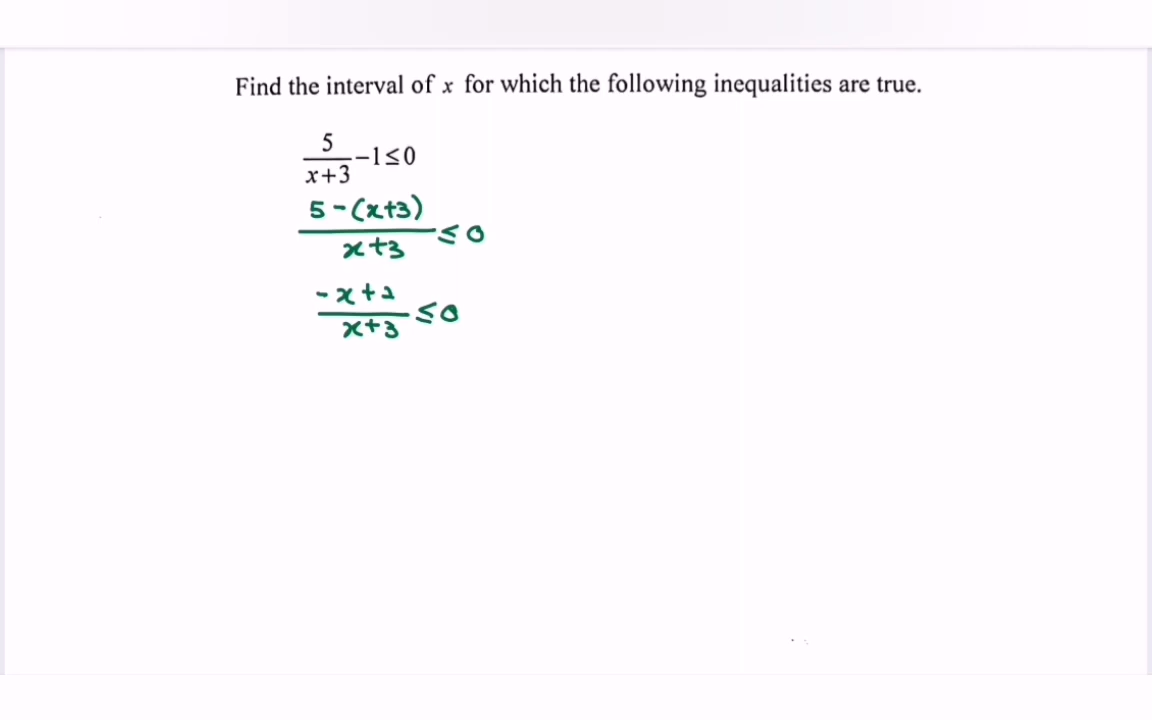 Find the interval of x for which the following inequalities are true.
5
x+3
−1≤0
5-(x+3)
x+3
≤0
-x+2
x+3
≤0